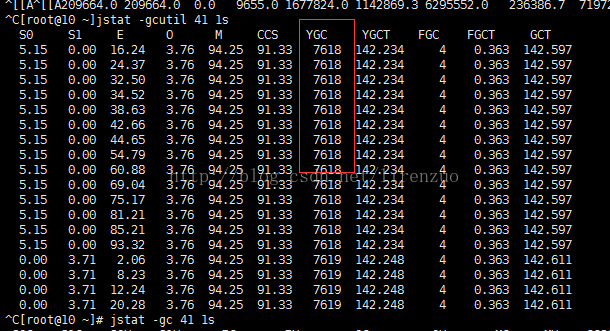 ^[[A^[[A209664.0 209664.0  0.0   9655.0 1677824.0 1142869.3 6295552.0   236386.7  7197
^C[root@10 ~]jstat -gcutil 41 1s
S0 S1 E O M CCS YGC YGCT FGC FGCT GCT
5.15 0.00 16.24 3.76 94.25 91.33 7618 142.234 4 0.363 142.597
5.15 0.00 24.37 3.76 94.25 91.33 7618 142.234 4 0.363 142.597
5.15 0.00 32.50 3.76 94.25 91.33 7618 142.234 4 0.363 142.597
5.15 0.00 34.52 3.76 94.25 91.33 7618 142.234 4 0.363 142.597
5.15 0.00 38.63 3.76 94.25 91.33 7618 142.234 4 0.363 142.597
5.15 0.00 42.66 3.76 94.25 91.33 7618 142.234 4 0.363 142.597
5.15 0.00 44.65 3.76 94.25 91.33 7618 142.234 4 0.363 142.597
5.15 0.00 54.79 3.76 94.25 91.33 7618 142.234 4 0.363 142.597
5.15 0.00 60.88 3.76 94.25 91.33 7618 142.234 4 0.363 142.597
5.15 0.00 69.04 3.76 94.25 91.33 7618 142.234 4 0.363 142.597
5.15 0.00 75.17 3.76 94.25 91.33 7618 142.234 4 0.363 142.597
5.15 0.00 81.21 3.76 94.25 91.33 7618 142.234 4 0.363 142.597
5.15 0.00 85.21 3.76 94.25 91.33 7618 142.234 4 0.363 142.597
5.15 0.00 93.32 3.76 94.25 91.33 7618 142.234 4 0.363 142.597
0.00 3.71 2.06 3.76 94.25 91.33 7619 142.248 4 0.363 142.611
0.00 3.71 8.23 3.76 94.25 91.33 7619 142.248 4 0.363 142.611
0.00 3.71 12.24 3.76 94.25 91.33 7619 142.248 4 0.363 142.611
0.00 3.71 20.28 3.76 94.25 91.33 7619 142.248 4 0.363 142.611
^C[root@10 ~]# jstat -gc 41 1s